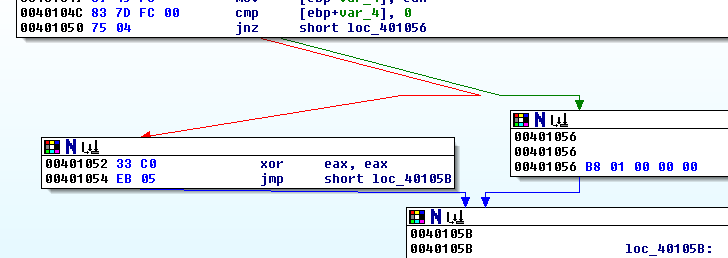 0040104C 83 7D FC 00 cmp [ebp+var_4], 0
00401050 75 04 jnz short loc_401056
00401056
00401056
00401056 B8 01 00 00 00
00401052 33 C0 xor eax, eax
00401054 EB 05 jmp short loc_40105B
0040105B
0040105B loc_40105B: